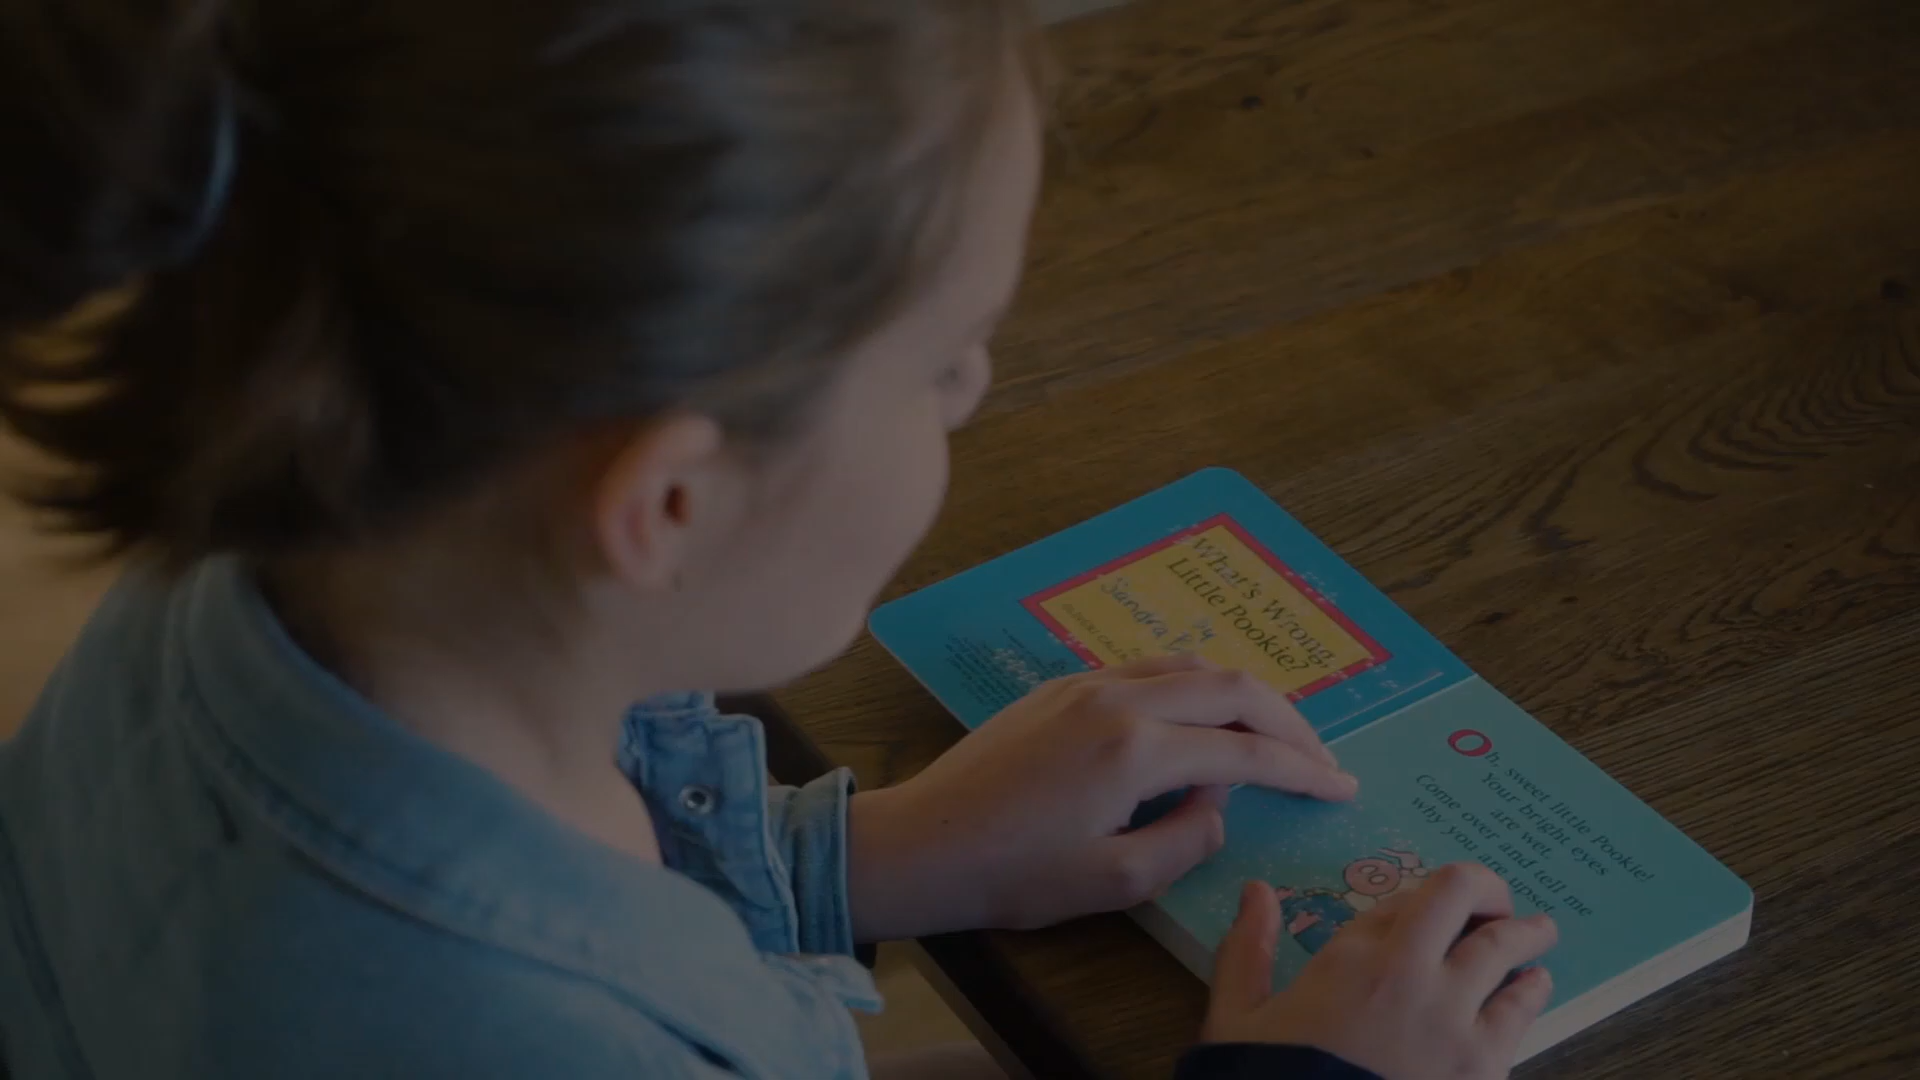 What's Wrong,
Little Pookie?
by
Sandra
Oh, sweet little Pookie!
Your bright eyes
are wet.
Come over and tell me
why you are upset.